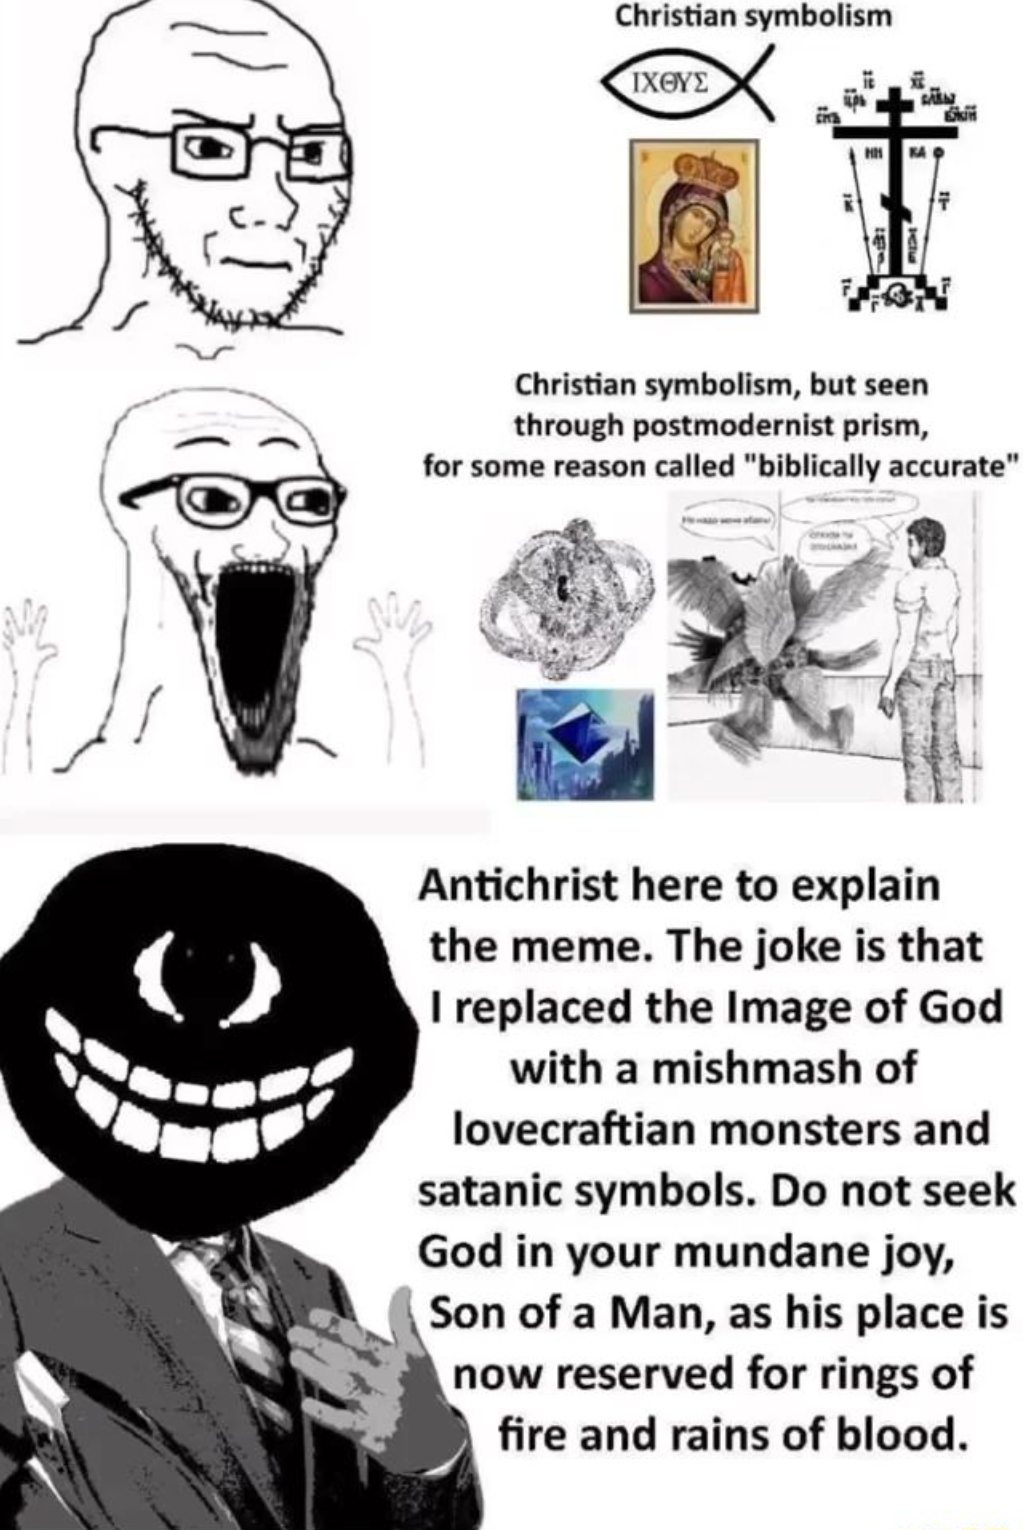 Christian symbolism
ΙΧΘΥΣ
Christian symbolism, but seen
through postmodernist prism,
for some reason called "biblically accurate"
Antichrist here to explain
the meme. The joke is that
I replaced the Image of God
with a mishmash of
lovecraftian monsters and
satanic symbols. Do not seek
God in your mundane joy,
Son of a Man, as his place is
now reserved for rings of
fire and rains of blood.